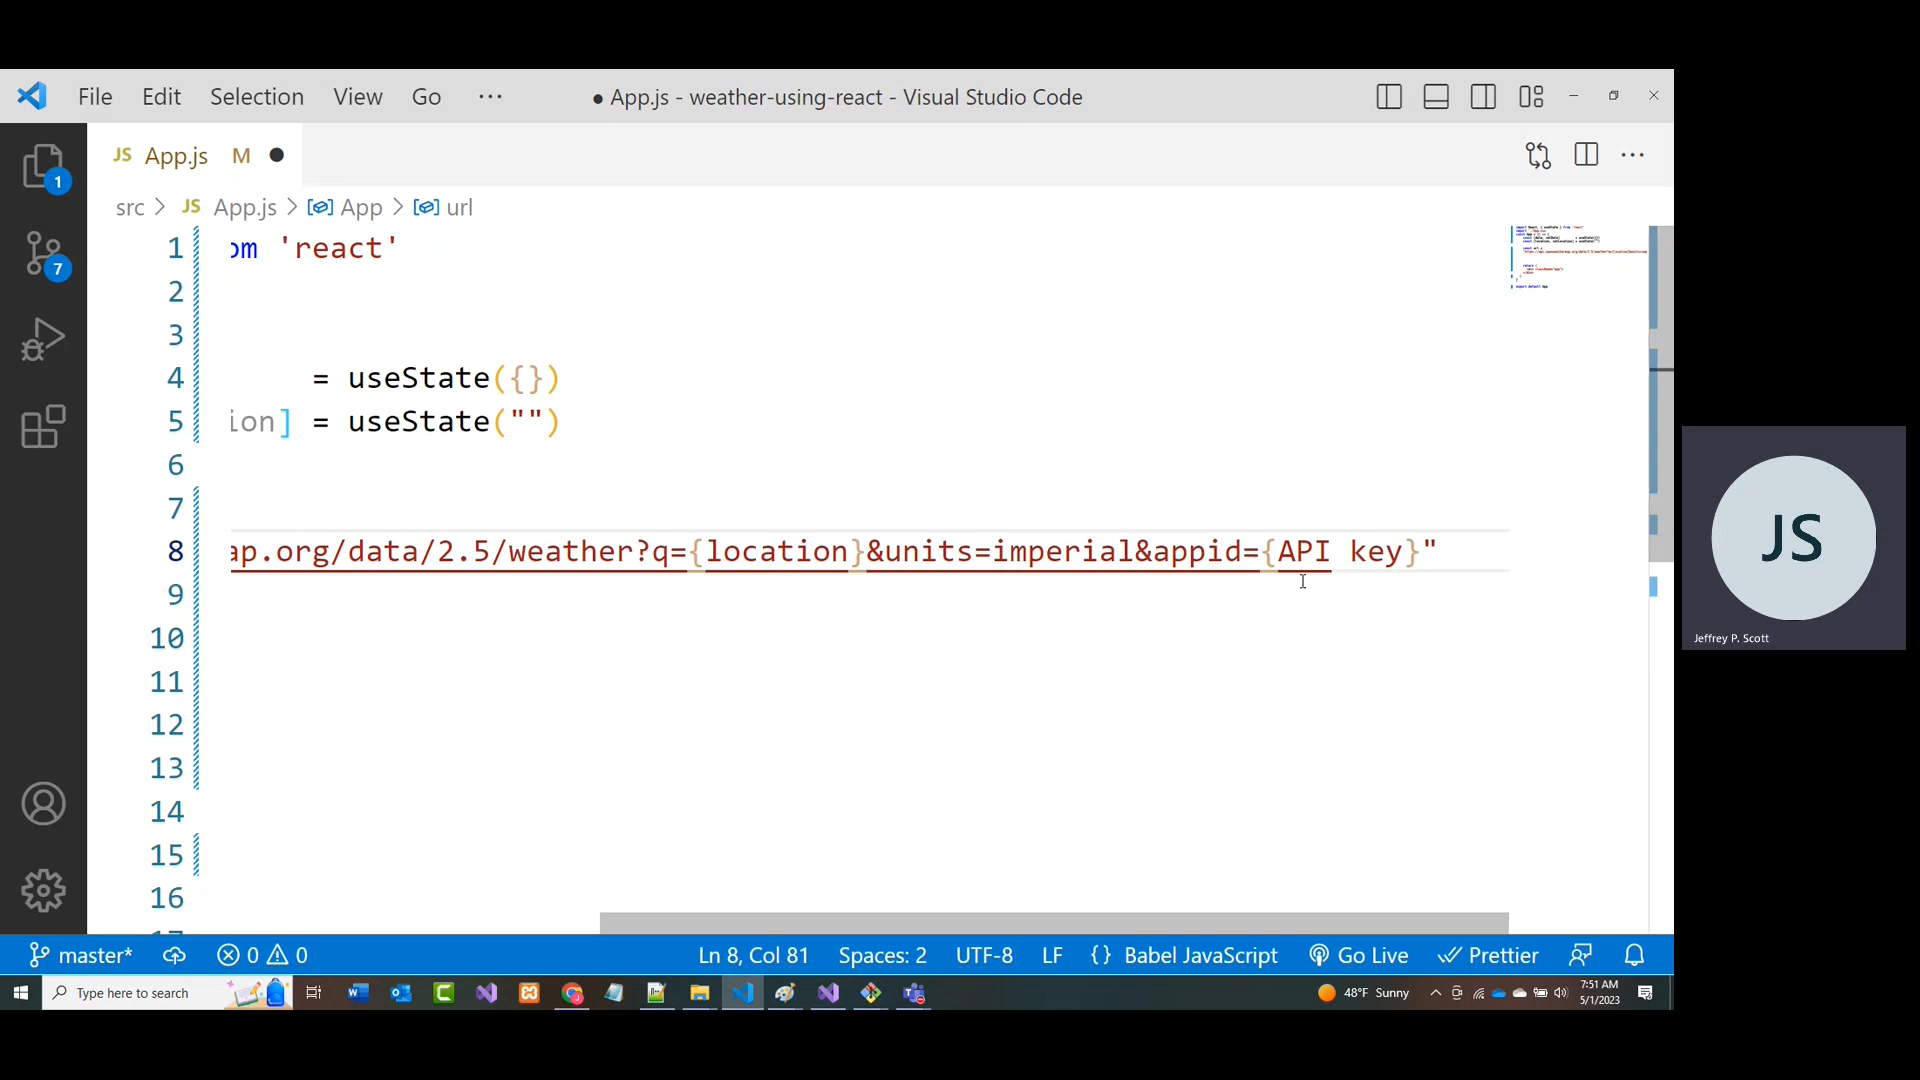 File Edit Selection View Go ··· ● App.js - weather-using-react - Visual Studio Code
JS App.js M ●
src > JS App.js > App > url
1 om 'react'
2
3
4 = useState({})
5 ion] = useState("")
6
7
8 ap.org/data/2.5/weather?q={location}&units=imperial&appid={API key}"
9
10
11
12
13
14
15
16
1
7
JS
Jeffrey P. Scott
master* 0 0 Ln 8, Col 81 Spaces: 2 UTF-8 LF {} Babel JavaScript Go Live Prettier
Type here to search 48°F Sunny 7:51 AM
5/1/2023